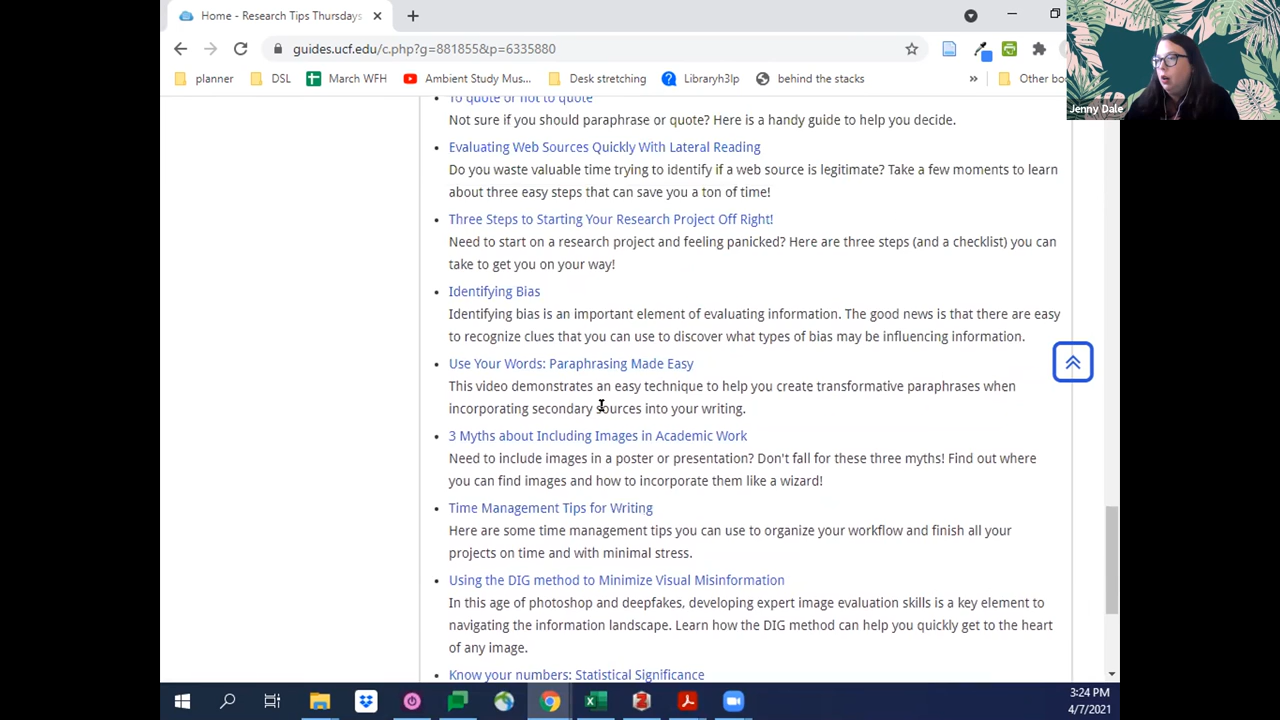 Home - Research Tips Thursdays
guides.ucf.edu/c.php?g=881855&p=6335880
planner
DSL
March WFH
Ambient Study Mus...
Desk stretching
Libraryh3lp
behind the stacks
»
Other bo
Jenny Dale
To quote or not to quote
Not sure if you should paraphrase or quote? Here is a handy guide to help you decide.
Evaluating Web Sources Quickly With Lateral Reading
Do you waste valuable time trying to identify if a web source is legitimate? Take a few moments to learn
about three easy steps that can save you a ton of time!
Three Steps to Starting Your Research Project Off Right!
Need to start on a research project and feeling panicked? Here are three steps (and a checklist) you can
take to get you on your way!
Identifying Bias
Identifying bias is an important element of evaluating information. The good news is that there are easy
to recognize clues that you can use to discover what types of bias may be influencing information.
Use Your Words: Paraphrasing Made Easy
This video demonstrates an easy technique to help you create transformative paraphrases when
incorporating secondary sources into your writing.
3 Myths about Including Images in Academic Work
Need to include images in a poster or presentation? Don't fall for these three myths! Find out where
you can find images and how to incorporate them like a wizard!
Time Management Tips for Writing
Here are some time management tips you can use to organize your workflow and finish all your
projects on time and with minimal stress.
Using the DIG method to Minimize Visual Misinformation
In this age of photoshop and deepfakes, developing expert image evaluation skills is a key element to
navigating the information landscape. Learn how the DIG method can help you quickly get to the heart
of any image.
Know your numbers: Statistical Significance
3:24 PM
4/7/2021